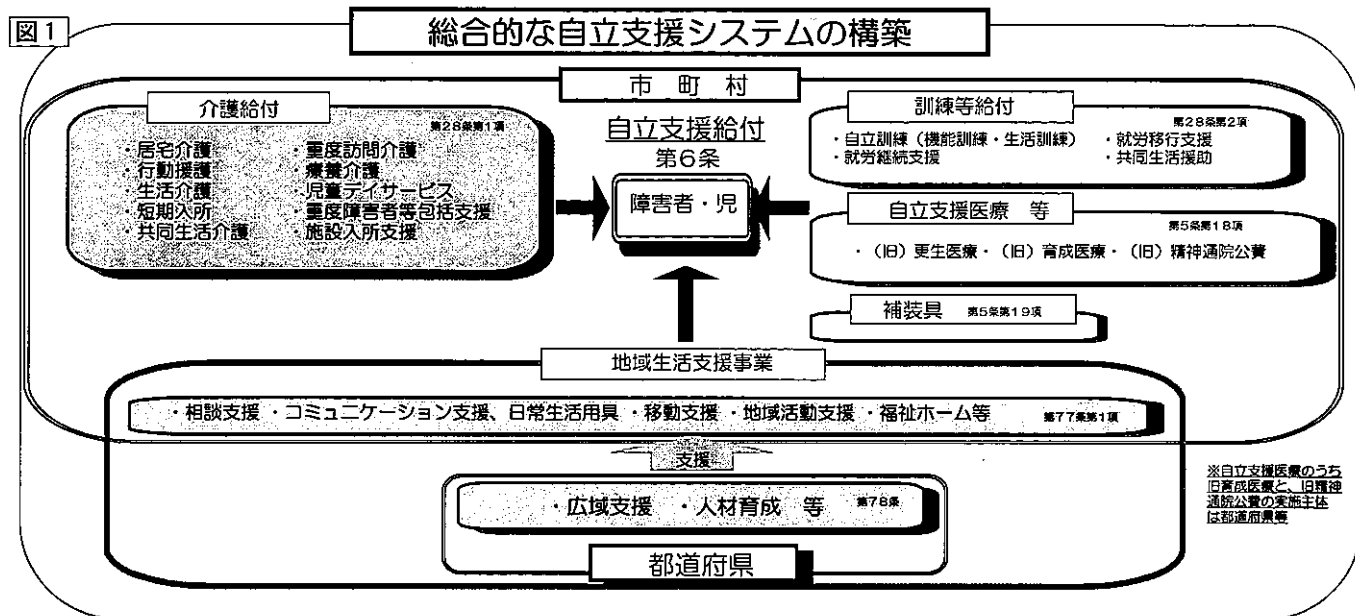 図1
総合的な自立支援システムの構築
市 町 村
介護給付
第28条第1項
・居宅介護 ・重度訪問介護
・行動援護 ・療養介護
・生活介護 ・児童デイサービス
・短期入所 ・重度障害者等包括支援
・共同生活介護 ・施設入所支援
自立支援給付
第6条
障害者・児
訓練等給付
第28条第2項
・自立訓練（機能訓練・生活訓練） ・就労移行支援
・就労継続支援 ・共同生活援助
自立支援医療 等
第5条第18項
・（旧）更生医療・（旧）育成医療・（旧）精神通院公費
補装具 第5条第19項
地域生活支援事業
・相談支援 ・コミュニケーション支援、日常生活用具 ・移動支援 ・地域活動支援 ・福祉ホーム等 第77条第1項
支援
・広域支援 ・人材育成 等 第78条
都道府県
※自立支援医療のうち
旧育成医療と、旧精神
通院公費の実施主体
は都道府県等